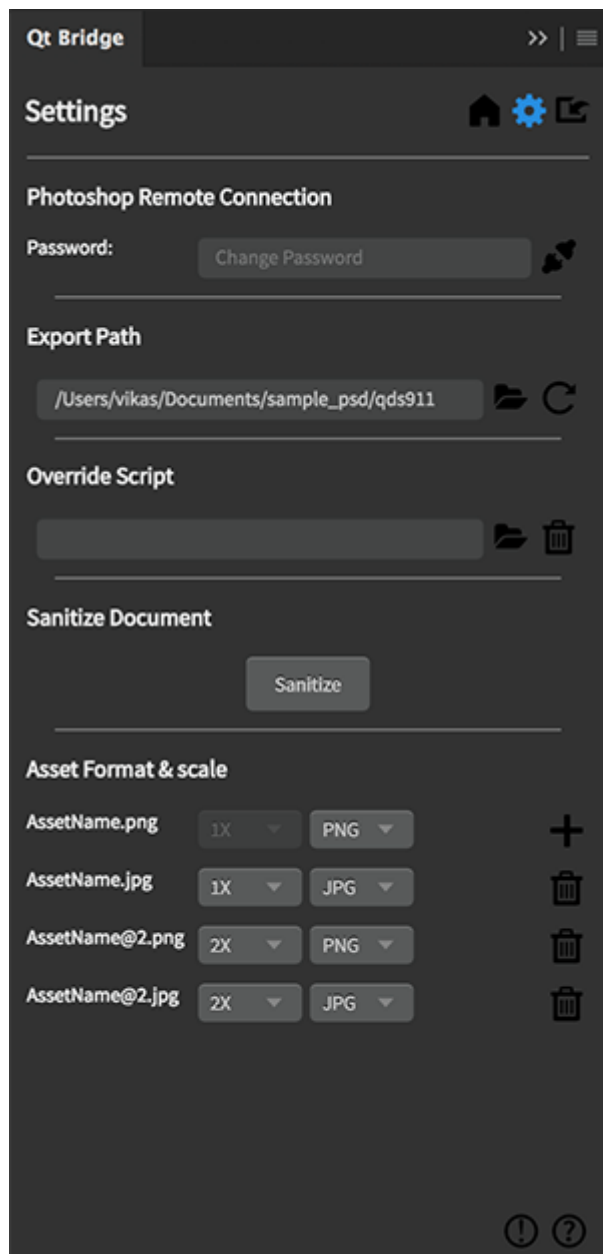 Qt Bridge
Settings
Photoshop Remote Connection
Password: Change Password
Export Path
/Users/vikas/Documents/sample_psd/qds911
Override Script
Sanitize Document
Sanitize
Asset Format & scale
AssetName.png 1X PNG
AssetName.jpg 1X JPG
AssetName@2.png 2X PNG
AssetName@2.jpg 2X JPG